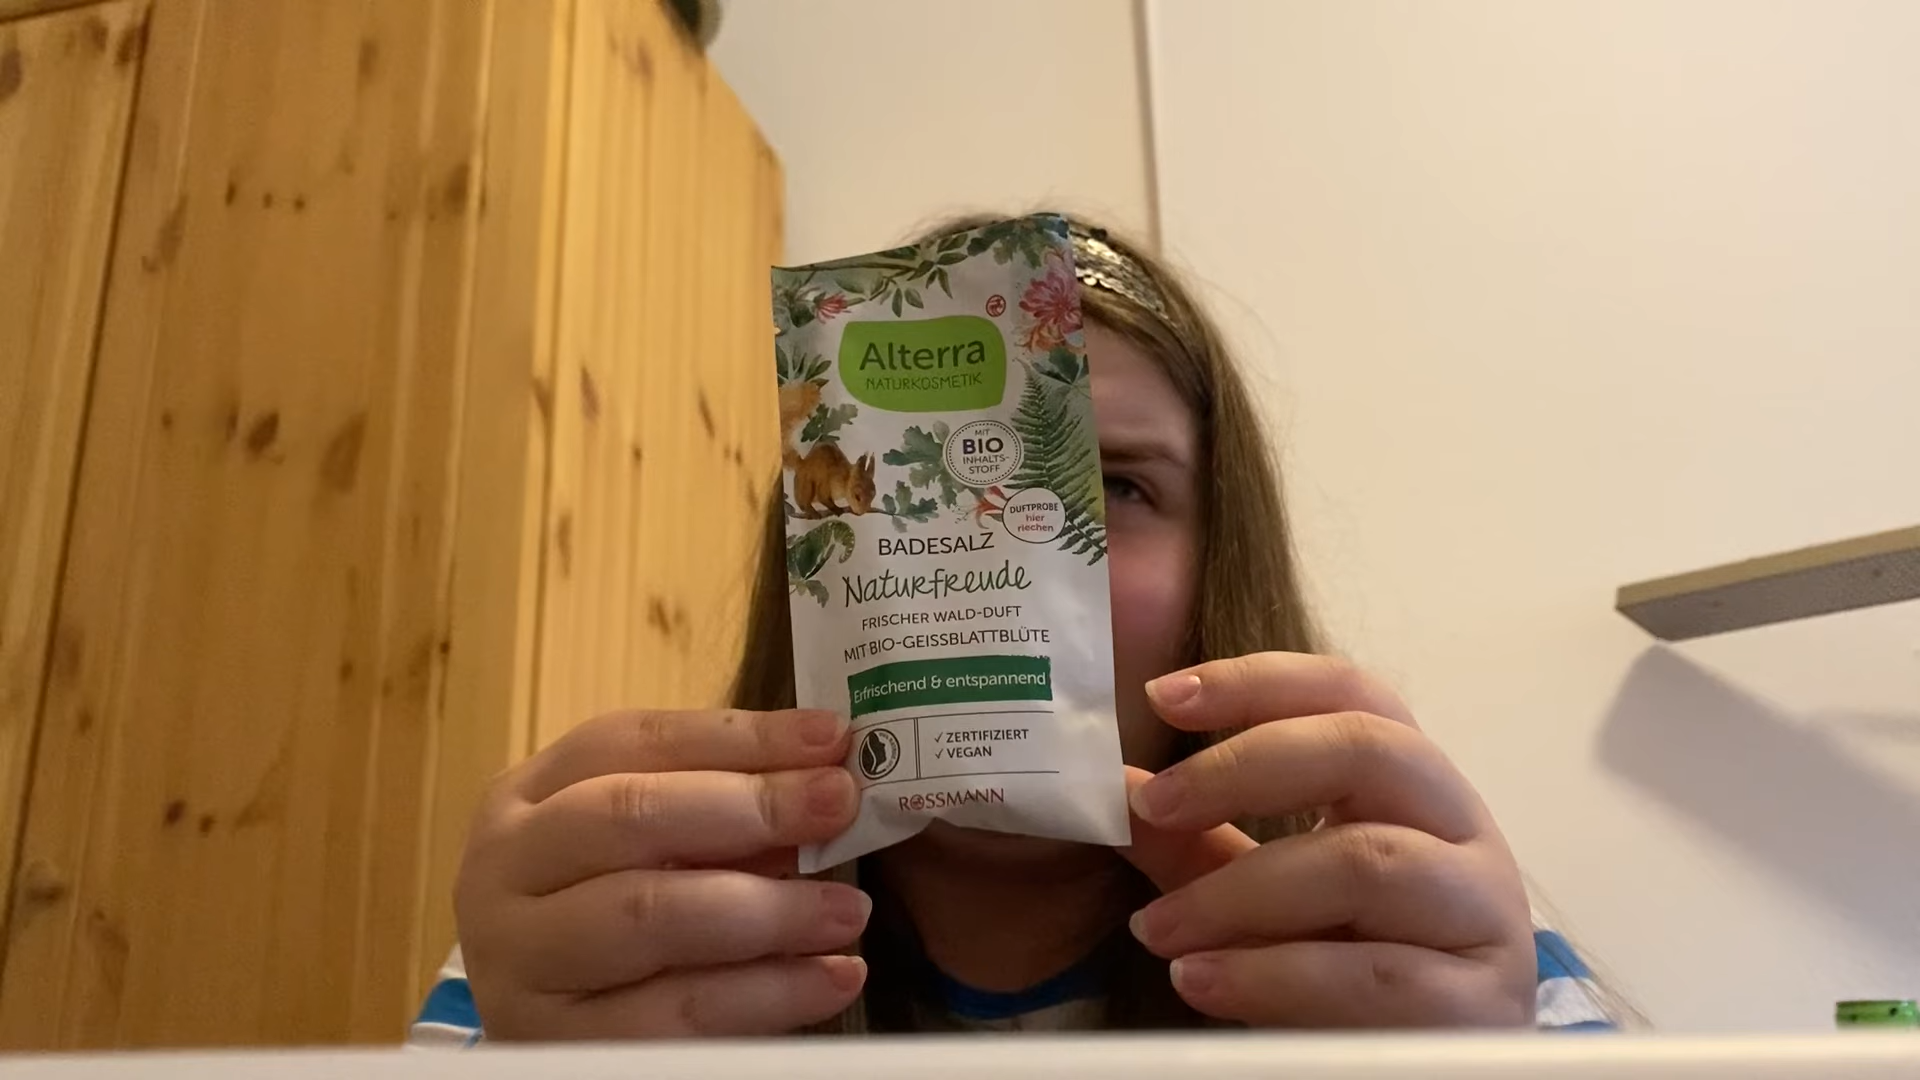 Alterra
NATURKOSMETIK
MIT
BIO
INHALTS-
STOFF
DUFTPROBE
hier
riechen
BADESALZ
Naturfreude
FRISCHER WALD-DUFT
MIT BIO-GEISSBLATTBLÜTE
Erfrischend & entspannend
✓ ZERTIFIZIERT
✓ VEGAN
ROSSMANN